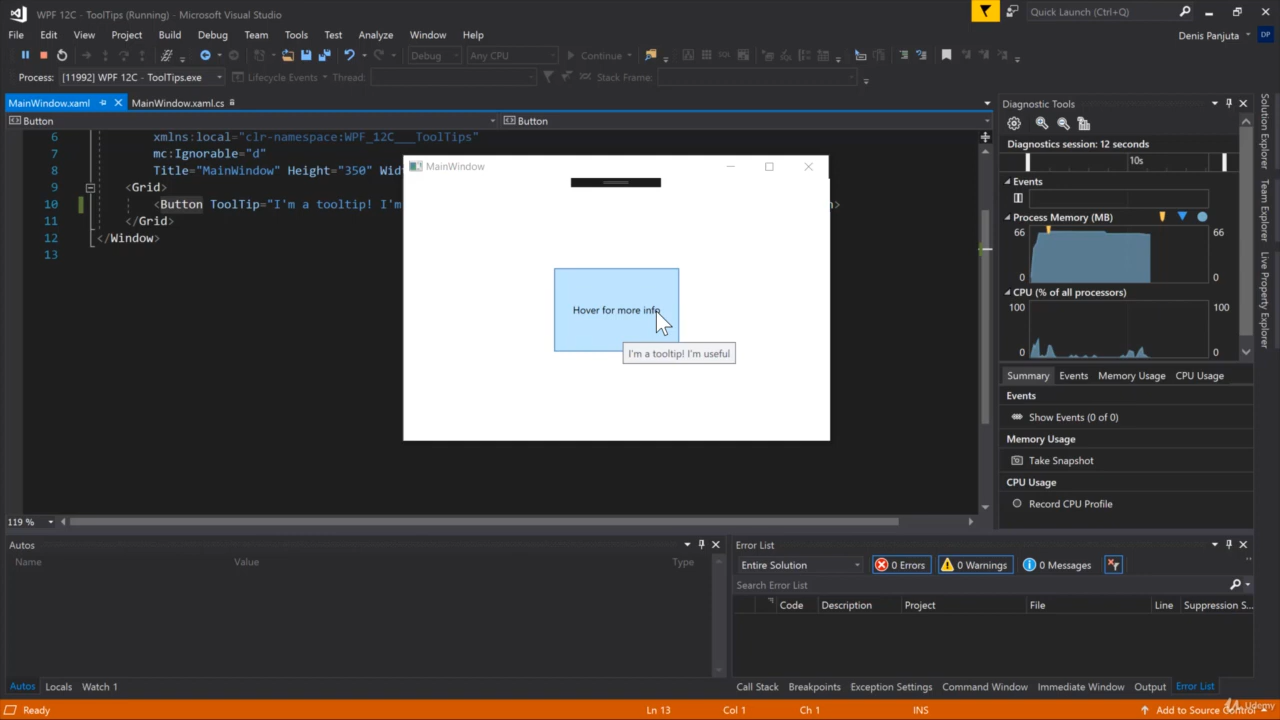 WPF 12C - ToolTips (Running) - Microsoft Visual Studio
Quick Launch (Ctrl+Q)
File Edit View Project Build Debug Team Tools Test Analyze Window Help
Denis Panjuta DP
Debug Any CPU Continue
Process: [11992] WPF 12C - ToolTips.exe Lifecycle Events Thread: Stack Frame:
MainWindow.xaml MainWindow.xaml.cs
Button Button
6 xmlns:local="clr-namespace:WPF_12C___ToolTips"
7 mc:Ignorable="d"
8 Title="MainWindow" Height="350" Widt
9 <Grid>
10 <Button ToolTip="I'm a tooltip! I'm >
11 </Grid>
12 </Window>
13
MainWindow
Hover for more info
I'm a tooltip! I'm useful
119 %
Diagnostic Tools
Diagnostics session: 12 seconds
10s
Events
Process Memory (MB)
66 66
0 0
CPU (% of all processors)
100 100
0 0
Summary Events Memory Usage CPU Usage
Events
Show Events (0 of 0)
Memory Usage
Take Snapshot
CPU Usage
Record CPU Profile
Solution Explorer
Team Explorer
Live Property Explorer
Autos
Name Value Type
Autos Locals Watch 1
Error List
Entire Solution 0 Errors 0 Warnings 0 Messages
Search Error List
Code Description Project File Line Suppression S...
Call Stack Breakpoints Exception Settings Command Window Immediate Window Output Error List
Ready Ln 13 Col 1 Ch 1 INS Add to Source Control
Udemy